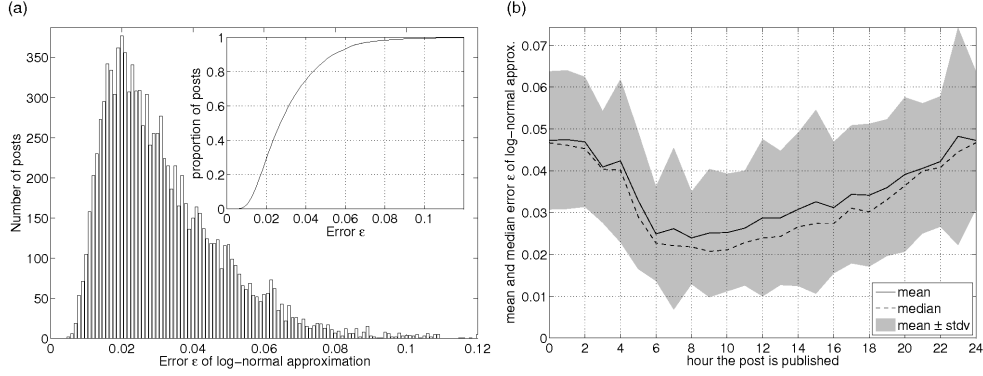 (a)
Number of posts
350
300
250
200
150
100
50
0
0 0.02 0.04 0.06 0.08 0.1 0.12
Error ε of log−normal approximation
proportion of posts
1
0.8
0.6
0.4
0.2
0
0 0.02 0.04 0.06 0.08 0.1
Error ε
(b)
mean and median error ε of log−normal approx.
0.07
0.06
0.05
0.04
0.03
0.02
0.01
0
0 2 4 6 8 10 12 14 16 18 20 22 24
hour the post is published
mean
median
mean ± stdv